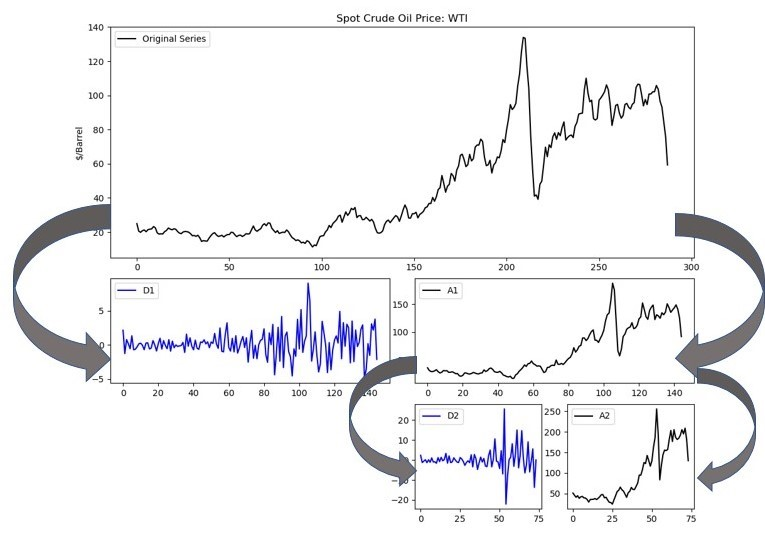 Spot Crude Oil Price: WTI
140
Original Series
120
100
80
60
40
20
$/Barrel
0 50 100 150 200 250 300
D1
5
0
−5
0 20 40 60 80 100 120 140
A1
150
100
0 20 40 60 80 100 120 140
D2
20
10
0
−20
0 25 50 75
A2
250
200
150
100
50
0 25 50 75